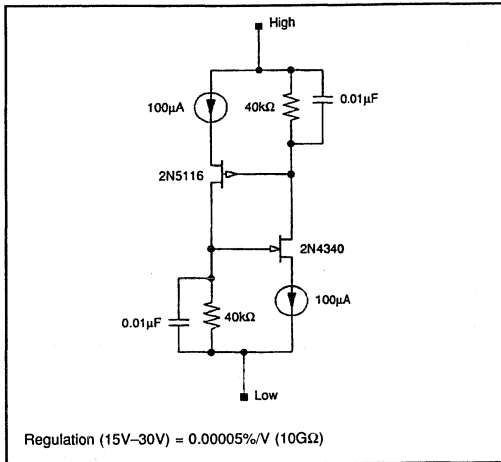 High
100μA
40kΩ
0.01μF
2N5116
2N4340
0.01μF
40kΩ
100μA
Low
Regulation (15V–30V) = 0.00005%/V (10GΩ)